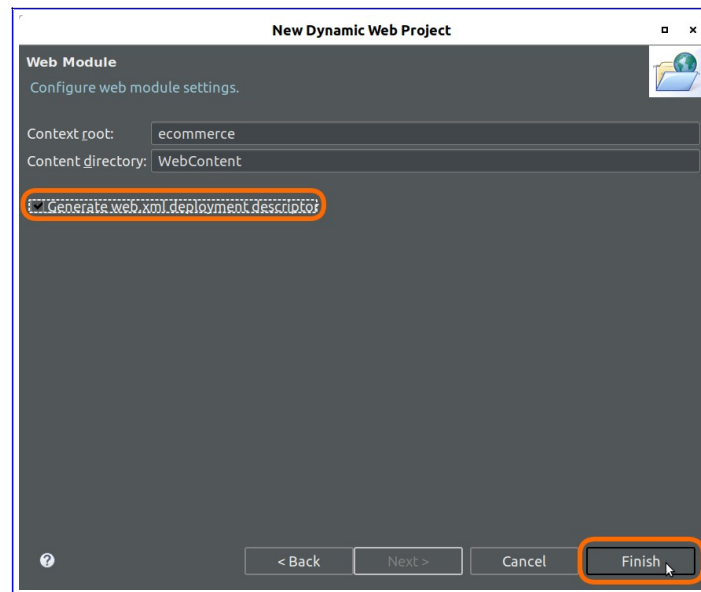 New Dynamic Web Project
Web Module
Configure web module settings.
Context root: ecommerce
Content directory: WebContent
Generate web.xml deployment descriptor
< Back Next > Cancel Finish